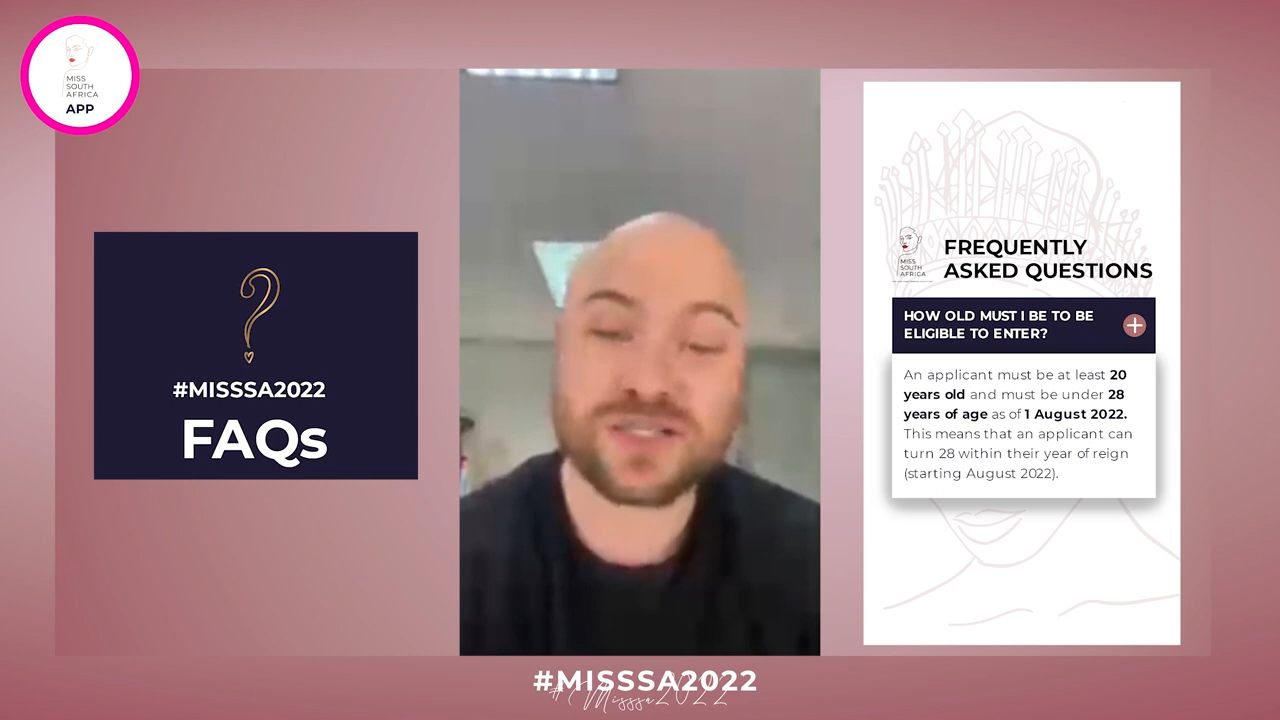 MISS
SOUTH
AFRICA
APP
#MISSSA2022
FAQs
MISS
SOUTH
AFRICA
FREQUENTLY
ASKED QUESTIONS
HOW OLD MUST I BE TO BE
ELIGIBLE TO ENTER?
An applicant must be at least 20
years old and must be under 28
years of age as of 1 August 2022.
This means that an applicant can
turn 28 within their year of reign
(starting August 2022).
#MISSSA2022
#Misssa2022